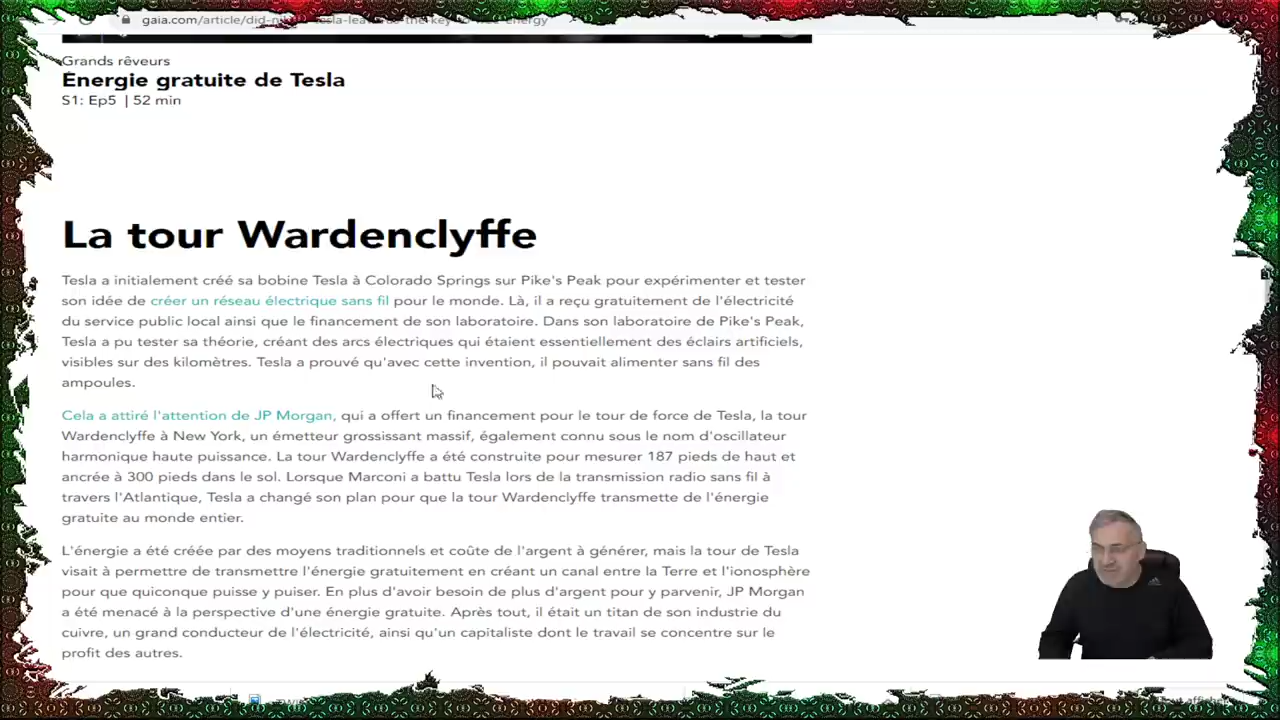 gaia.com/article/did-
energy
Grands rêveurs
Énergie gratuite de Tesla
S1: Ep5 | 52 min
La tour Wardenclyffe
Tesla a initialement créé sa bobine Tesla à Colorado Springs sur Pike's Peak pour expérimenter et tester
son idée de créer un réseau électrique sans fil pour le monde. Là, il a reçu gratuitement de l'électricité
du service public local ainsi que le financement de son laboratoire. Dans son laboratoire de Pike's Peak,
Tesla a pu tester sa théorie, créant des arcs électriques qui étaient essentiellement des éclairs artificiels,
visibles sur des kilomètres. Tesla a prouvé qu'avec cette invention, il pouvait alimenter sans fil des
ampoules.
Cela a attiré l'attention de JP Morgan, qui a offert un financement pour le tour de force de Tesla, la tour
Wardenclyffe à New York, un émetteur grossissant massif, également connu sous le nom d'oscillateur
harmonique haute puissance. La tour Wardenclyffe a été construite pour mesurer 187 pieds de haut et
ancrée à 300 pieds dans le sol. Lorsque Marconi a battu Tesla lors de la transmission radio sans fil à
travers l'Atlantique, Tesla a changé son plan pour que la tour Wardenclyffe transmette de l'énergie
gratuite au monde entier.
L'énergie a été créée par des moyens traditionnels et coûte de l'argent à générer, mais la tour de Tesla
visait à permettre de transmettre l'énergie gratuitement en créant un canal entre la Terre et l'ionosphère
pour que quiconque puisse y puiser. En plus d'avoir besoin de plus d'argent pour y parvenir, JP Morgan
a été menacé à la perspective d'une énergie gratuite. Après tout, il était un titan de son industrie du
cuivre, un grand conducteur de l'électricité, ainsi qu'un capitaliste dont le travail se concentre sur le
profit des autres.